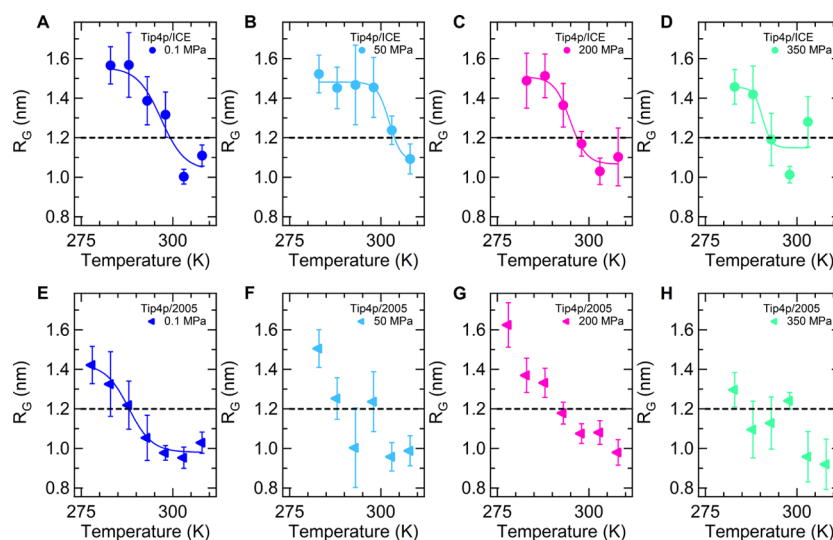 A
Tip4p/ICE
0.1 MPa
1.6
1.4
1.2
1.0
0.8
RG (nm)
275
300
Temperature (K)
B
Tip4p/ICE
50 MPa
1.6
1.4
1.2
1.0
0.8
RG (nm)
275
300
Temperature (K)
C
Tip4p/ICE
200 MPa
1.6
1.4
1.2
1.0
0.8
RG (nm)
275
300
Temperature (K)
D
Tip4p/ICE
350 MPa
1.6
1.4
1.2
1.0
0.8
RG (nm)
275
300
Temperature (K)
E
Tip4p/2005
0.1 MPa
1.6
1.4
1.2
1.0
0.8
RG (nm)
275
300
Temperature (K)
F
Tip4p/2005
50 MPa
1.6
1.4
1.2
1.0
0.8
RG (nm)
275
300
Temperature (K)
G
Tip4p/2005
200 MPa
1.6
1.4
1.2
1.0
0.8
RG (nm)
275
300
Temperature (K)
H
Tip4p/2005
350 MPa
1.6
1.4
1.2
1.0
0.8
RG (nm)
275
300
Temperature (K)